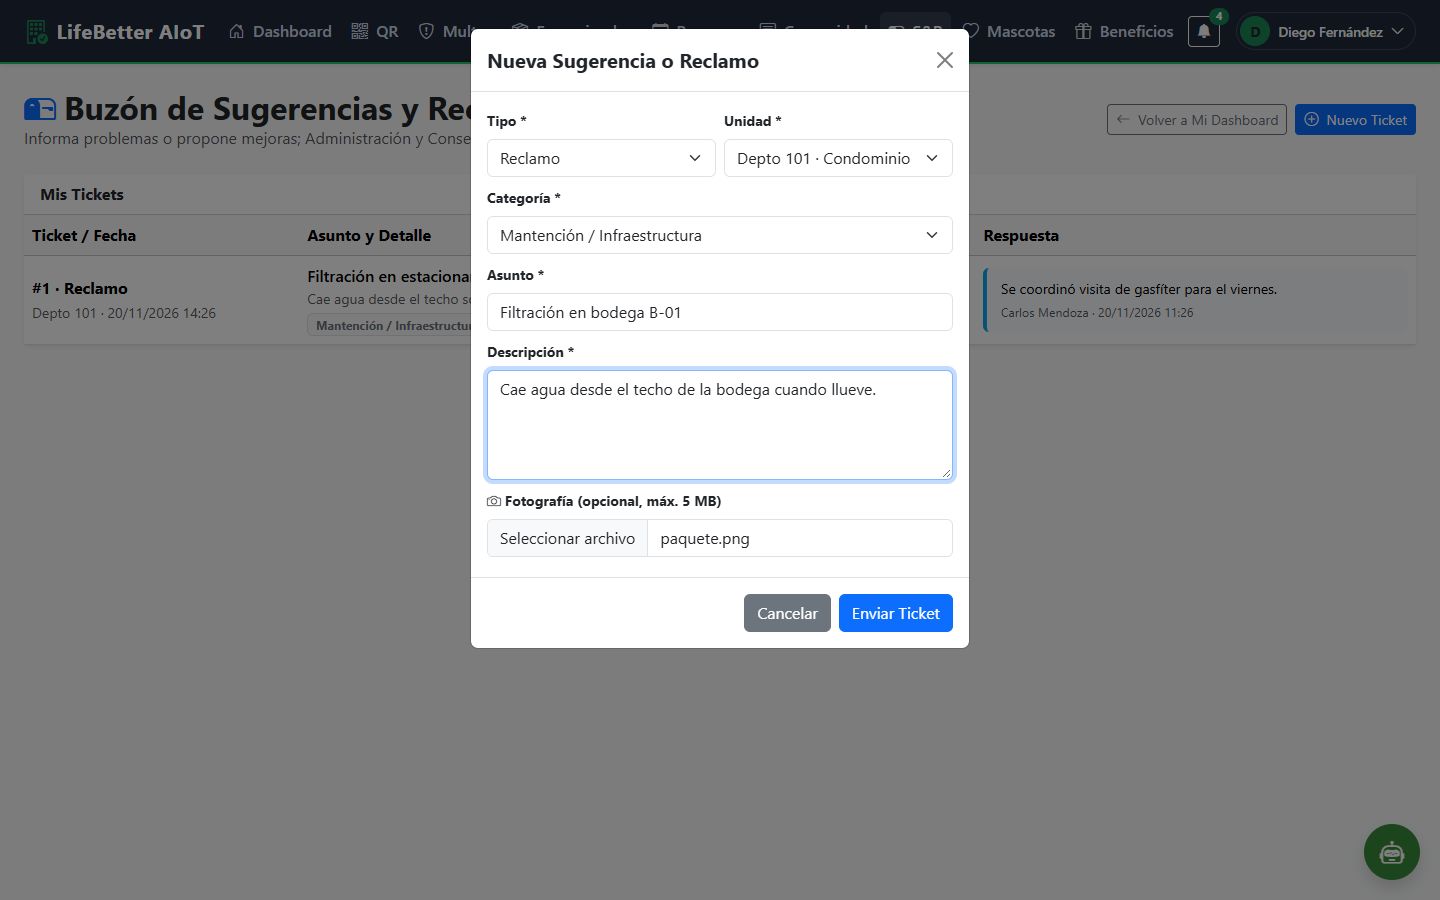 LifeBetter AIoT
Dashboard
QR
Mascotas
Beneficios
4
D
Diego Fernández
Nueva Sugerencia o Reclamo
Buzón de Sugerencias y Re
Informa problemas o propone mejoras; Administración y Conse
Volver a Mi Dashboard
Nuevo Ticket
Tipo *
Unidad *
Reclamo
Depto 101 · Condominio
Mis Tickets
Categoría *
Ticket / Fecha
Asunto y Detalle
Mantención / Infraestructura
Respuesta
Asunto *
#1 · Reclamo
Depto 101 · 20/11/2026 14:26
Filtración en estaciona
Cae agua desde el techo s
Mantención / Infraestructu
Filtración en bodega B-01
Se coordinó visita de gasfíter para el viernes.
Carlos Mendoza · 20/11/2026 11:26
Descripción *
Cae agua desde el techo de la bodega cuando llueve.
Fotografía (opcional, máx. 5 MB)
Seleccionar archivo
paquete.png
Cancelar
Enviar Ticket